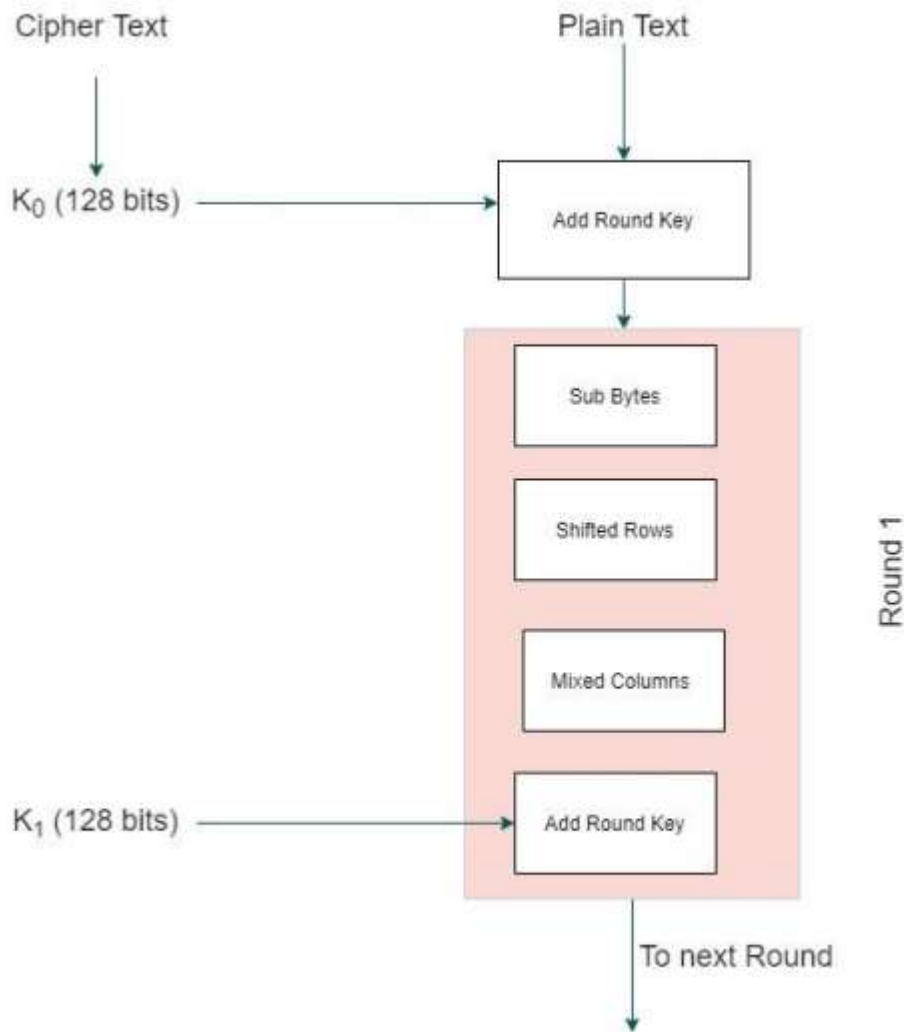 Cipher Text
Plain Text
K₀ (128 bits)
Add Round Key
Sub Bytes
Shifted Rows
Round 1
Mixed Columns
K₁ (128 bits)
Add Round Key
To next Round